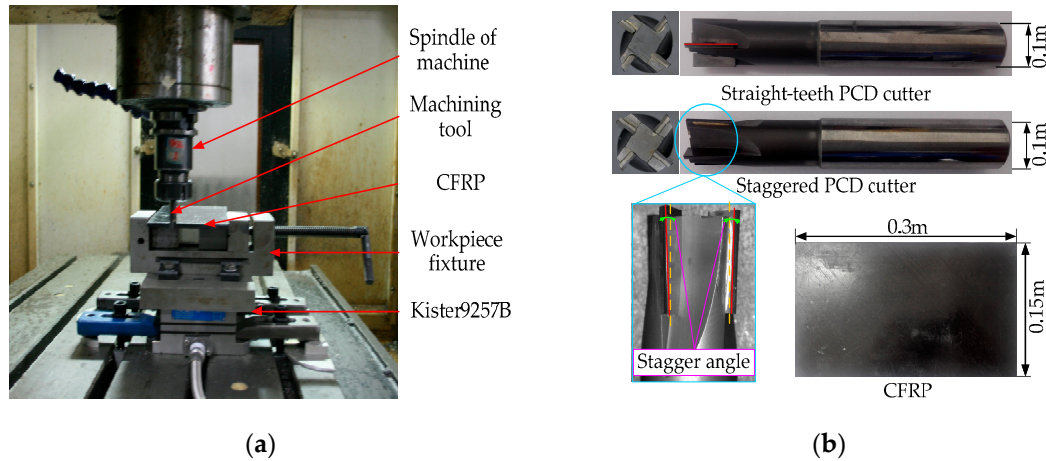 Spindle of
machine
Machining
tool
CFRP
Workpiece
fixture
Kister9257B
(a)
0.1m
Straight-teeth PCD cutter
0.1m
Staggered PCD cutter
Stagger angle
0.3m
0.15m
CFRP
(b)